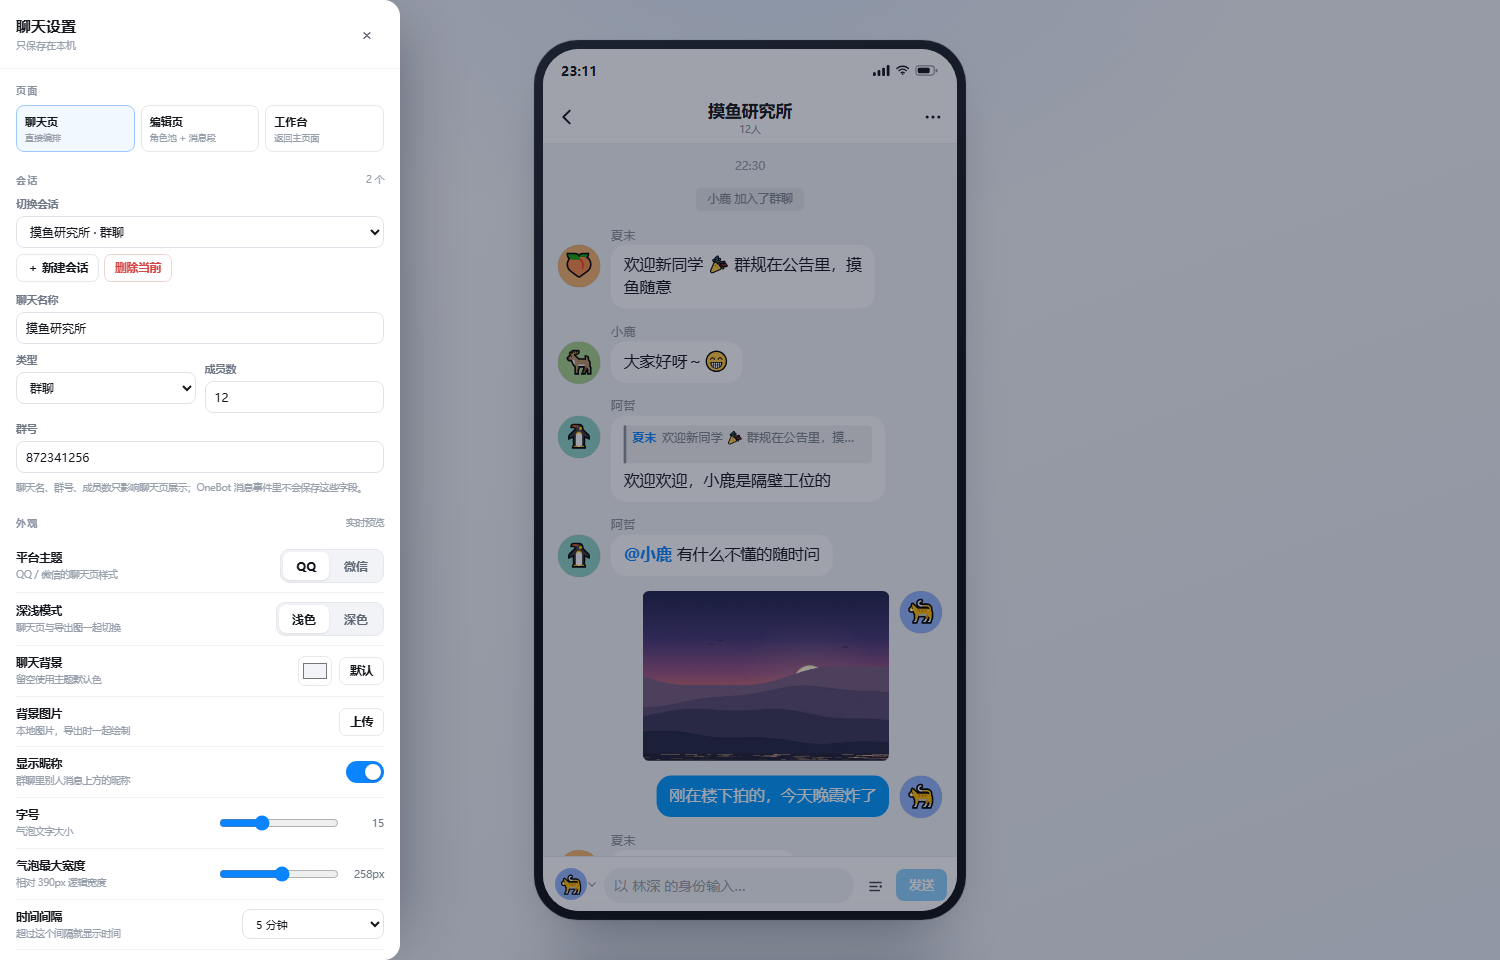 聊天设置
只保存在本机
×
页面
聊天页
直接编排
编辑页
角色池 + 消息段
工作台
返回主页面
会话
2 个
切换会话
摸鱼研究所 · 群聊
+ 新建会话
删除当前
聊天名称
摸鱼研究所
类型
成员数
群聊
12
群号
872341256
聊天名、群号、成员数只影响聊天页展示；OneBot 消息事件里不会保存这些字段。
外观
实时预览
平台主题
QQ / 微信的聊天页样式
QQ
微信
深浅模式
聊天页与导出图一起切换
浅色
深色
聊天背景
留空使用主题默认色
默认
背景图片
本地图片，导出时一起绘制
上传
显示昵称
群聊里别人消息上方的昵称
字号
气泡文字大小
15
气泡最大宽度
相对 390px 逻辑宽度
258px
时间间隔
超过这个间隔就显示时间
5 分钟
23:11
摸鱼研究所
12人
22:30
小鹿 加入了群聊
夏末
欢迎新同学 🎉 群规在公告里，摸
鱼随意
小鹿
大家好呀～😁
阿哲
夏末 欢迎新同学 🎉 群规在公告里，摸...
欢迎欢迎，小鹿是隔壁工位的
阿哲
@小鹿 有什么不懂的随时问
刚在楼下拍的，今天晚霞炸了
夏末
以 林深 的身份输入...
发送